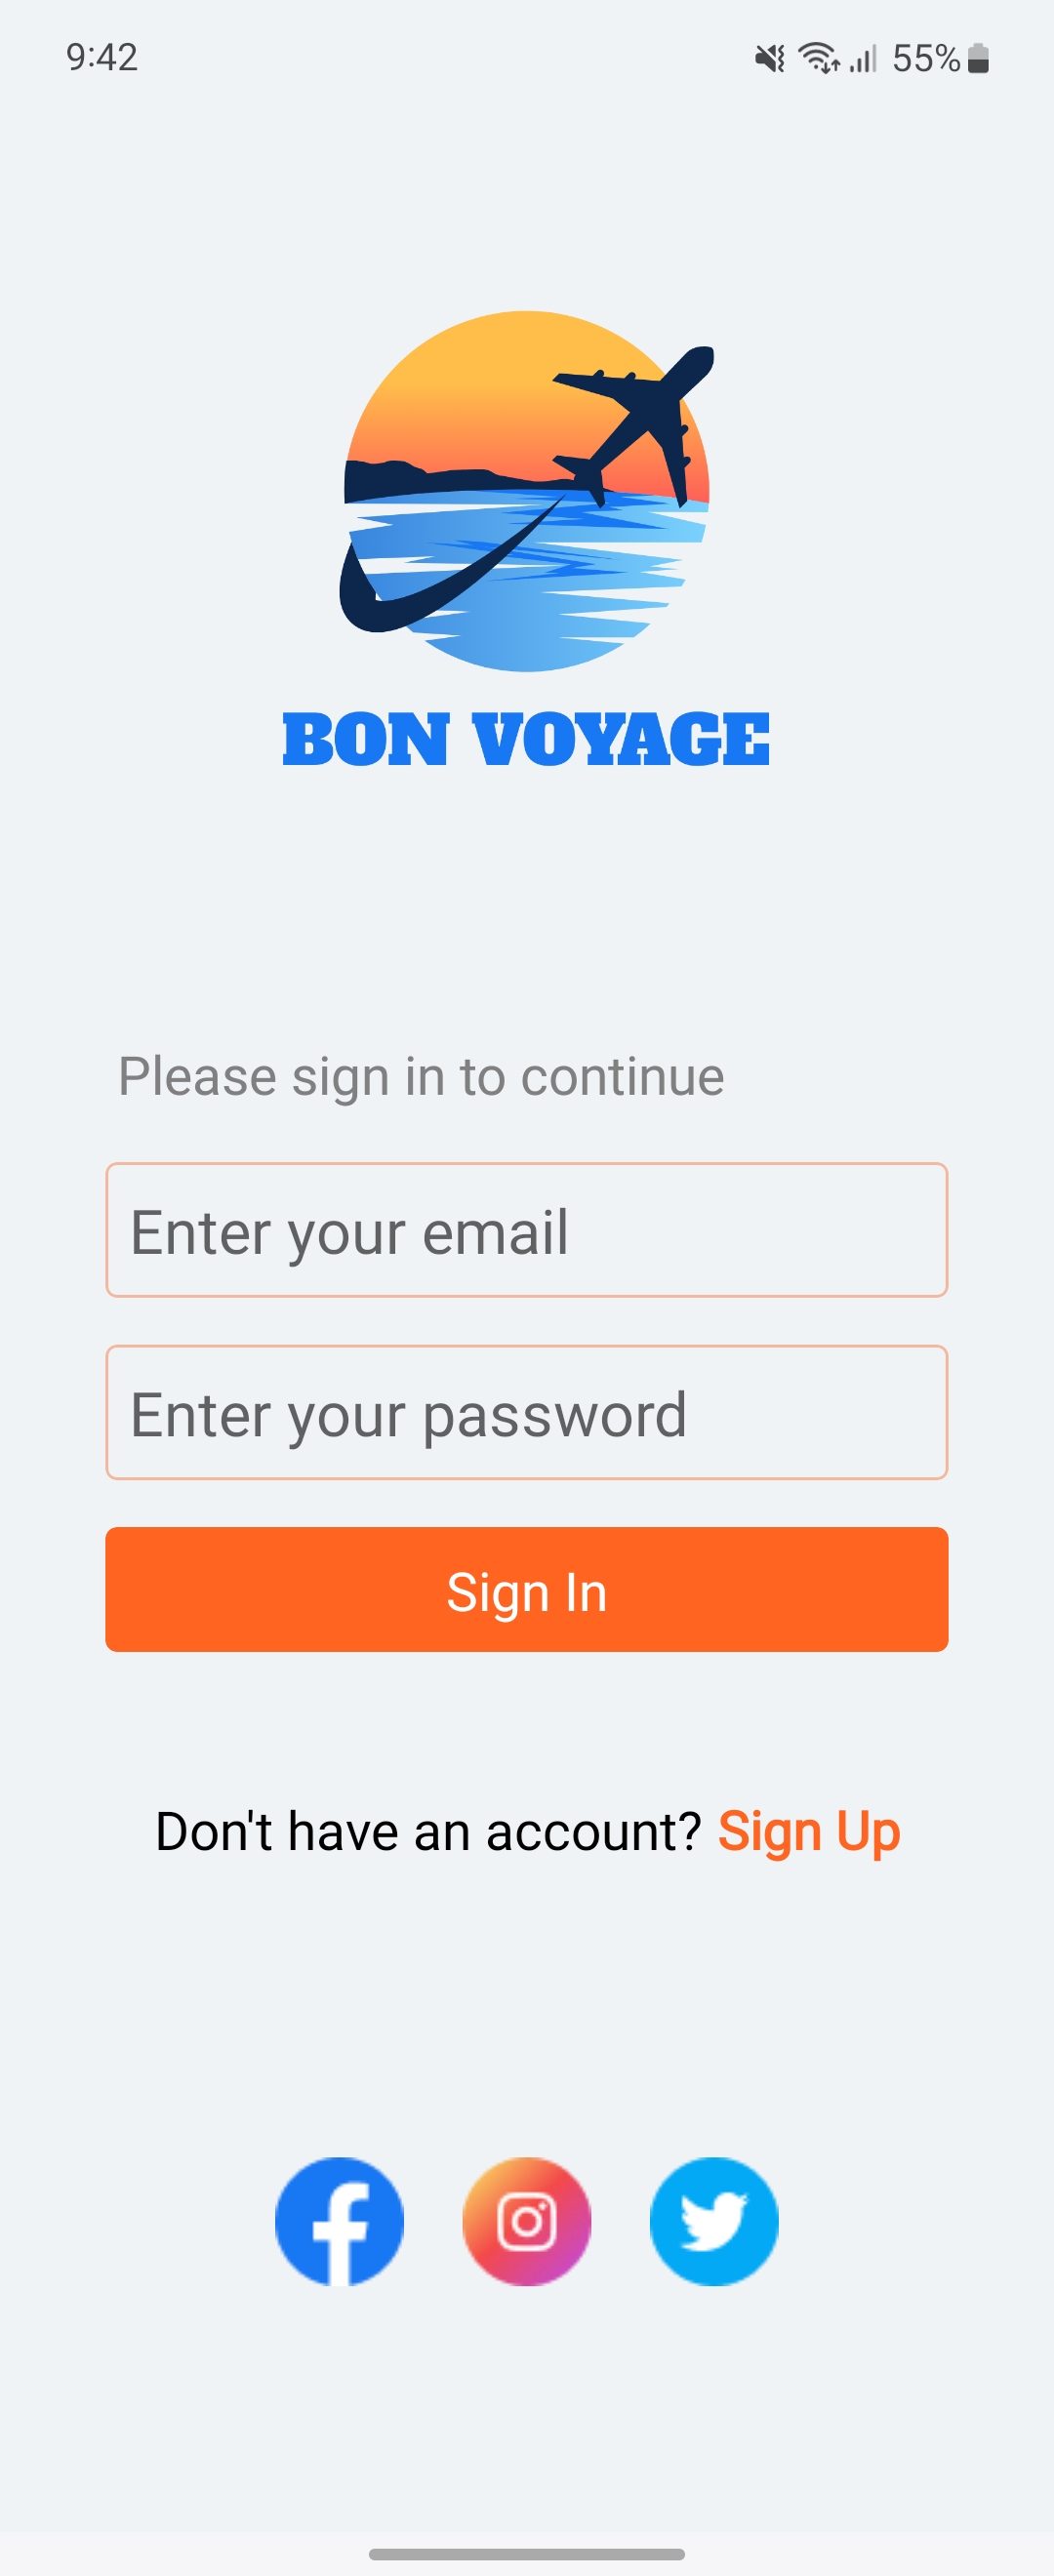 9:42
55%
BON VOYAGE
Please sign in to continue
Enter your email
Enter your password
Sign In
Don't have an account? Sign Up